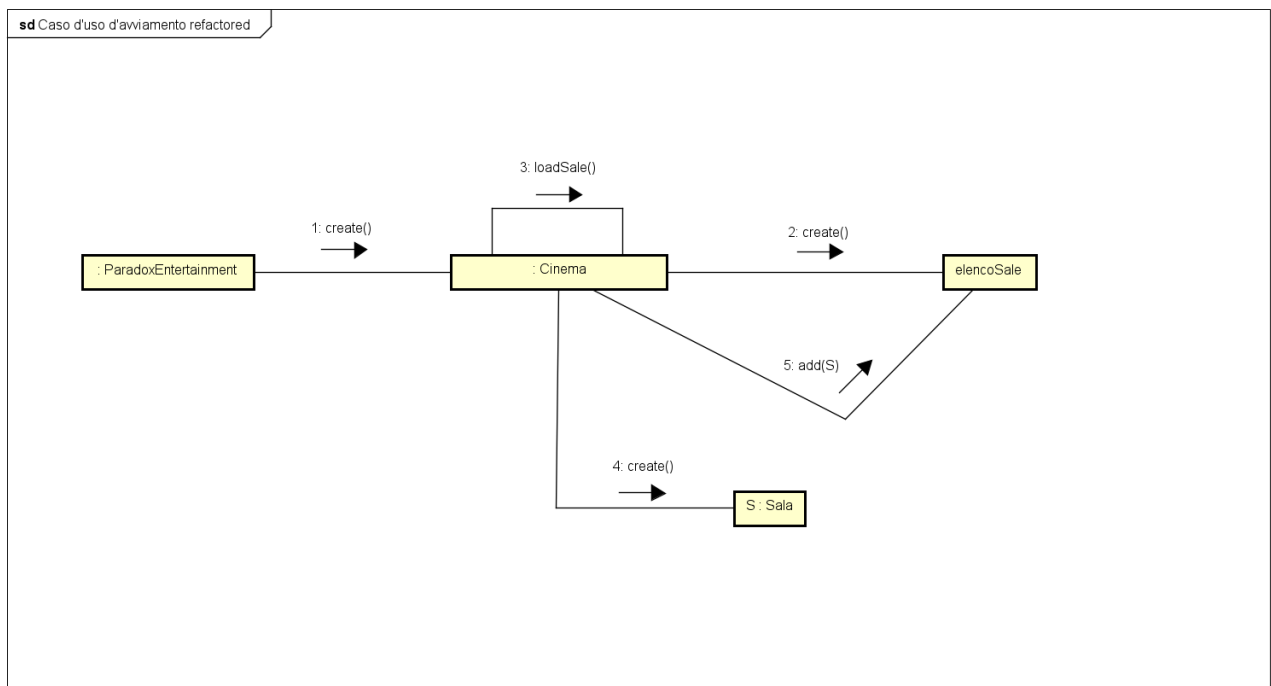 sd Caso d'uso d'avviamento refactored
3: loadSale()
1: create()
2: create()
: ParadoxEntertainment
: Cinema
elencoSale
5: add(S)
4: create()
S : Sala